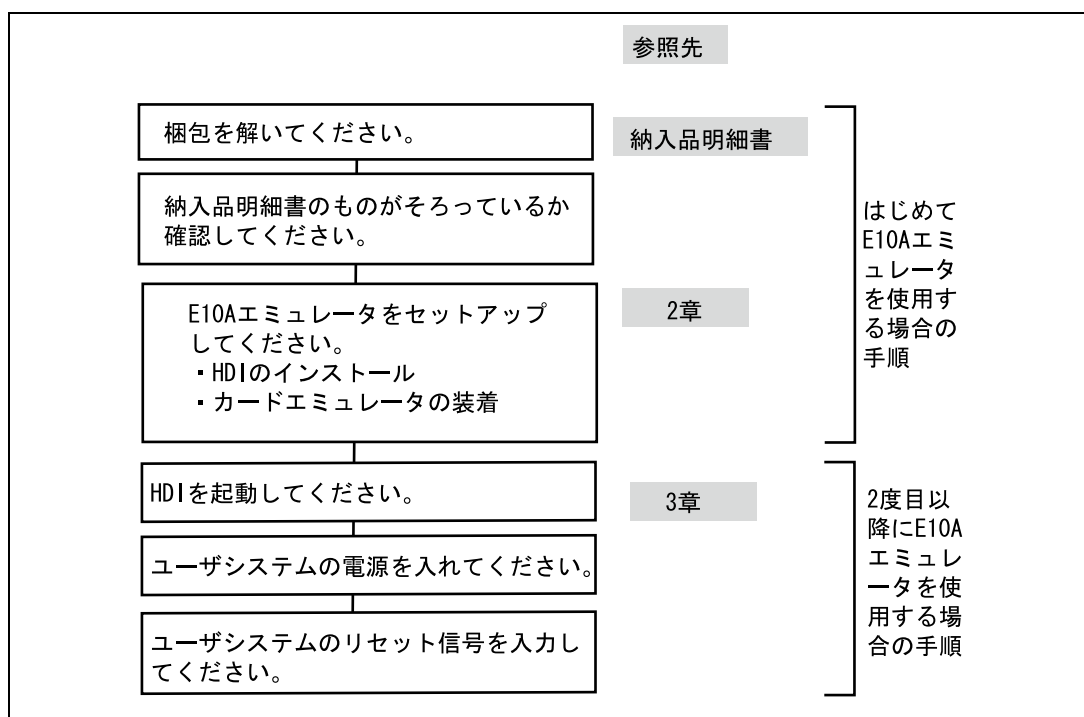 参照先
梱包を解いてください。
納入品明細書
納入品明細書のものがそろっているか
確認してください。
E10Aエミュレータをセットアップ
してください。
・HDIのインストール
・カードエミュレータの装着
2章
はじめて
E10Aエミ
ュレータ
を使用す
る場合の
手順
HDIを起動してください。
3章
ユーザシステムの電源を入れてください。
ユーザシステムのリセット信号を入力し
てください。
2度目以
降にE10A
エミュレ
ータを使
用する場
合の手順